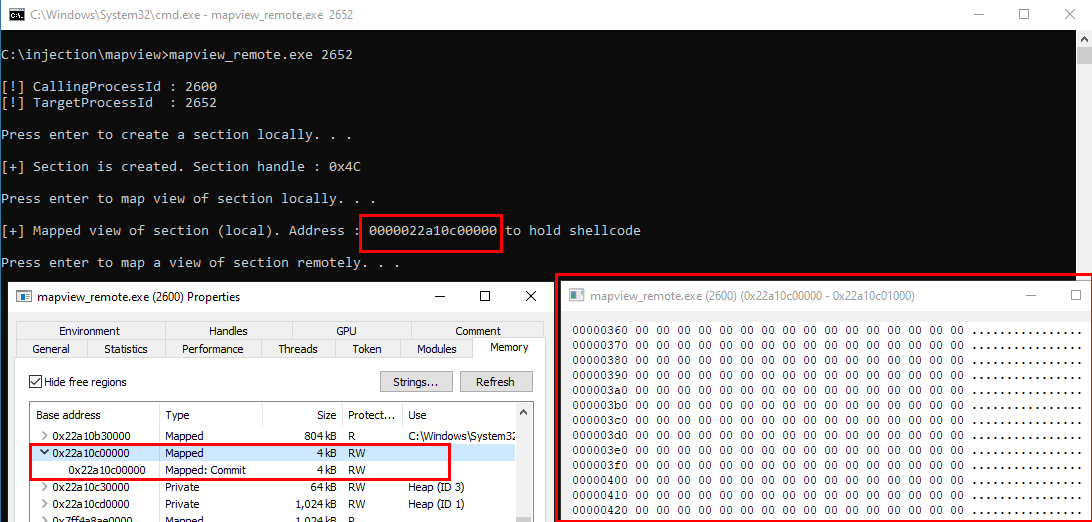 C:\Windows\System32\cmd.exe - mapview_remote.exe 2652
C:\injection\mapview>mapview_remote.exe 2652
[!] CallingProcessId : 2600
[!] TargetProcessId  : 2652
Press enter to create a section locally. . .
[+] Section is created. Section handle : 0x4C
Press enter to map view of section locally. . .
[+] Mapped view of section (local). Address : 0000022a10c00000 to hold shellcode
Press enter to map a view of section remotely. . .
mapview_remote.exe (2600) Properties
Environment Handles GPU Comment
General Statistics Performance Threads Token Modules Memory
Hide free regions Strings... Refresh
Base address Type Size Protect... Use
0x22a10b30000 Mapped 804 kB R C:\Windows\System32
0x22a10c00000 Mapped 4 kB RW
0x22a10c00000 Mapped: Commit 4 kB RW
0x22a10c30000 Private 64 kB RW Heap (ID 3)
0x22a10cd0000 Private 1,024 kB RW Heap (ID 1)
0x7ff4a8ae0000 Mapped 1,024 kB R
mapview_remote.exe (2600) (0x22a10c00000 - 0x22a10c01000)
00000360 00 00 00 00 00 00 00 00 00 00 00 00 00 00 00 00 ................
00000370 00 00 00 00 00 00 00 00 00 00 00 00 00 00 00 00 ................
00000380 00 00 00 00 00 00 00 00 00 00 00 00 00 00 00 00 ................
00000390 00 00 00 00 00 00 00 00 00 00 00 00 00 00 00 00 ................
000003a0 00 00 00 00 00 00 00 00 00 00 00 00 00 00 00 00 ................
000003b0 00 00 00 00 00 00 00 00 00 00 00 00 00 00 00 00 ................
000003c0 00 00 00 00 00 00 00 00 00 00 00 00 00 00 00 00 ................
000003d0 00 00 00 00 00 00 00 00 00 00 00 00 00 00 00 00 ................
000003e0 00 00 00 00 00 00 00 00 00 00 00 00 00 00 00 00 ................
000003f0 00 00 00 00 00 00 00 00 00 00 00 00 00 00 00 00 ................
00000400 00 00 00 00 00 00 00 00 00 00 00 00 00 00 00 00 ................
00000410 00 00 00 00 00 00 00 00 00 00 00 00 00 00 00 00 ................
00000420 00 00 00 00 00 00 00 00 00 00 00 00 00 00 00 00 ................